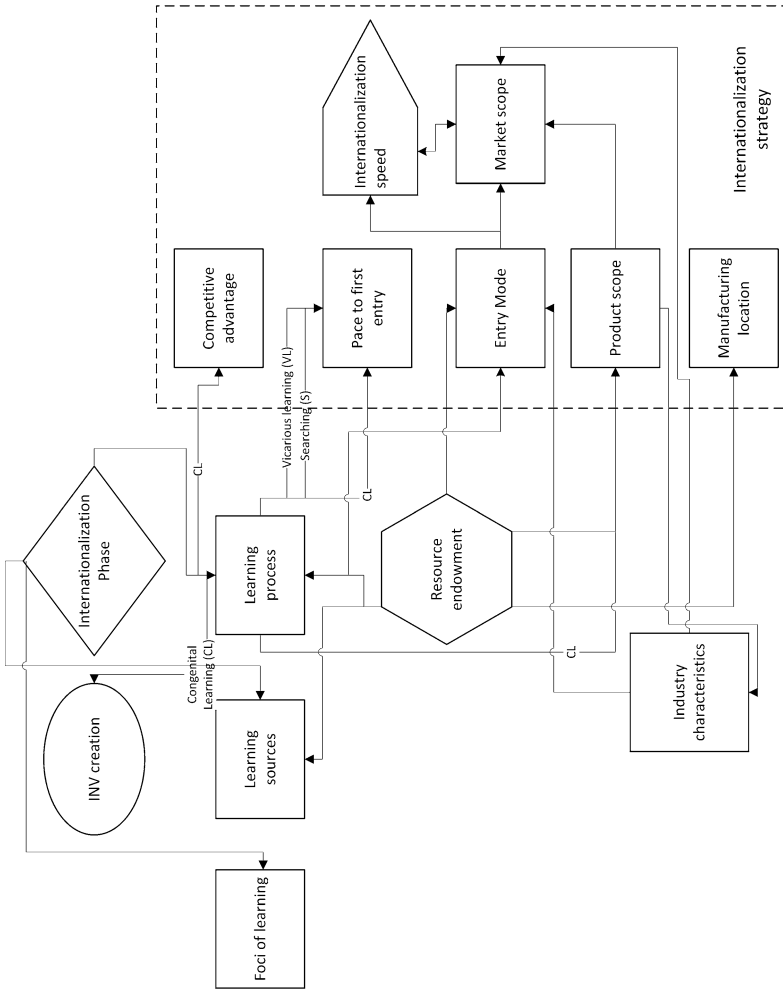 Foci of learning
INV creation
Learning
sources
Congenital
Learning (CL)
Internationalization
Phase
Learning
process
CL
Vicarious learning (VL)
Searching (S)
CL
CL
Resource
endowment
Industry
characteristics
Competitive
advantage
Pace to first
entry
Entry Mode
Product scope
Manufacturing
location
Internationalization
speed
Market scope
Internationalization
strategy